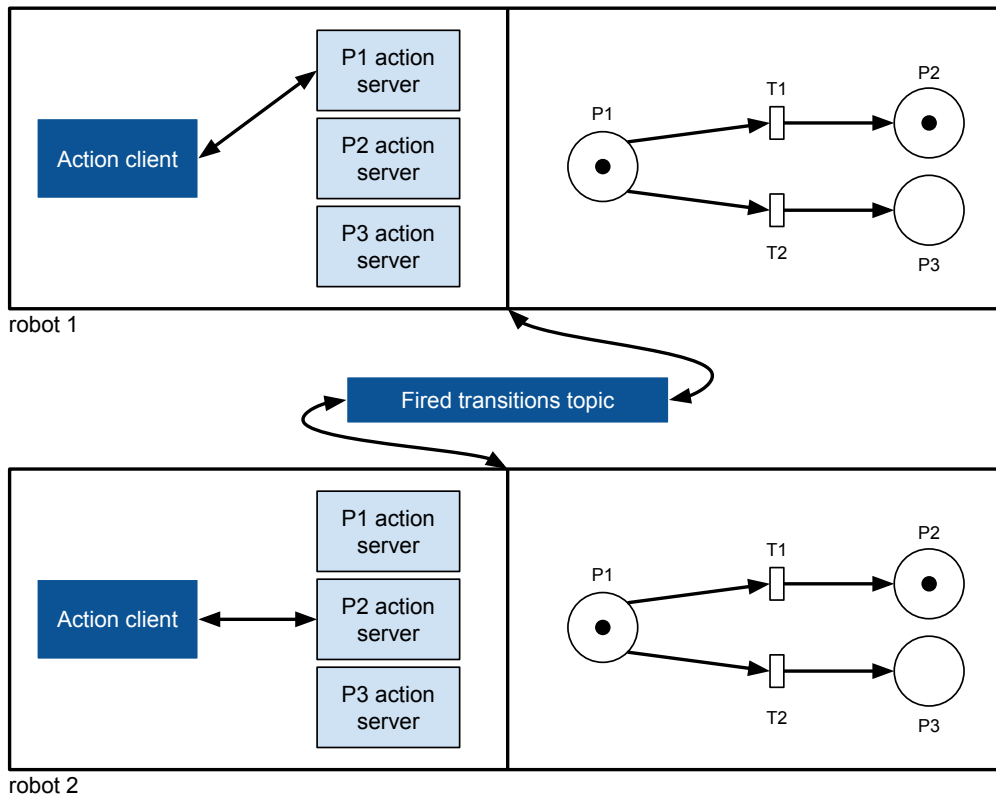 P1 action
server
Action client
P2 action
server
P3 action
server
P1
T1
P2
T2
P3
robot 1
Fired transitions topic
P1 action
server
Action client
P2 action
server
P3 action
server
P1
T1
P2
T2
P3
robot 2